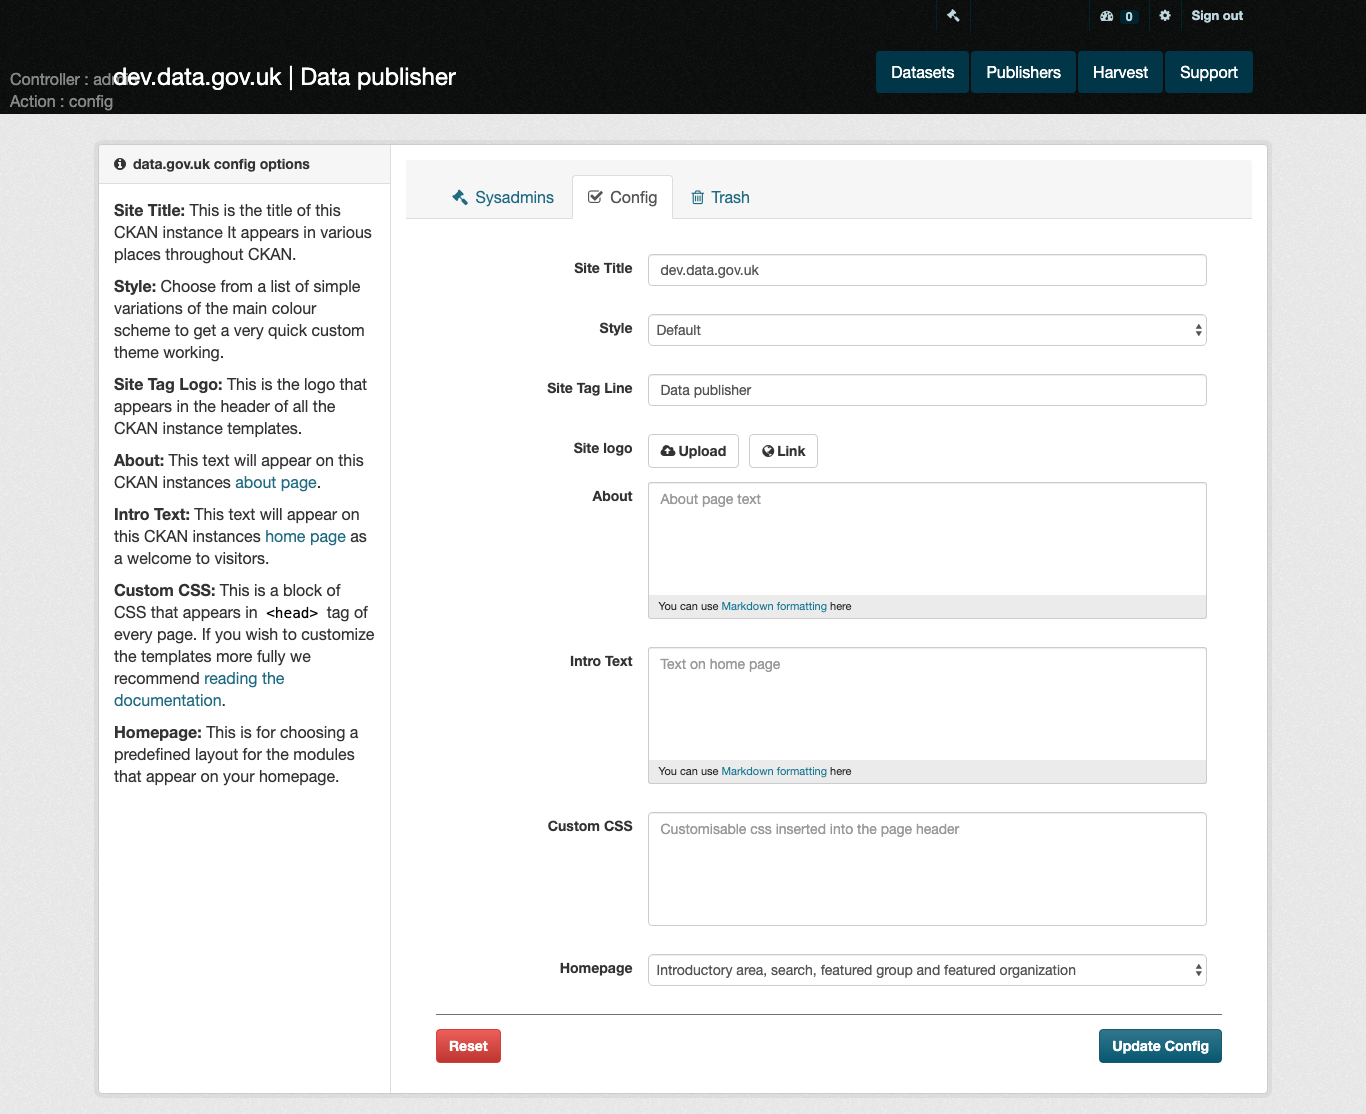 0
Sign out
Controller : admin
dev.data.gov.uk | Data publisher
Action : config
Datasets
Publishers
Harvest
Support
data.gov.uk config options
Site Title: This is the title of this
CKAN instance It appears in various
places throughout CKAN.
Style: Choose from a list of simple
variations of the main colour
scheme to get a very quick custom
theme working.
Site Tag Logo: This is the logo that
appears in the header of all the
CKAN instance templates.
About: This text will appear on this
CKAN instances about page.
Intro Text: This text will appear on
this CKAN instances home page as
a welcome to visitors.
Custom CSS: This is a block of
CSS that appears in <head> tag of
every page. If you wish to customize
the templates more fully we
recommend reading the
documentation.
Homepage: This is for choosing a
predefined layout for the modules
that appear on your homepage.
Sysadmins
Config
Trash
Site Title
dev.data.gov.uk
Style
Default
Site Tag Line
Data publisher
Site logo
Upload
Link
About
About page text
You can use Markdown formatting here
Intro Text
Text on home page
You can use Markdown formatting here
Custom CSS
Customisable css inserted into the page header
Homepage
Introductory area, search, featured group and featured organization
Reset
Update Config